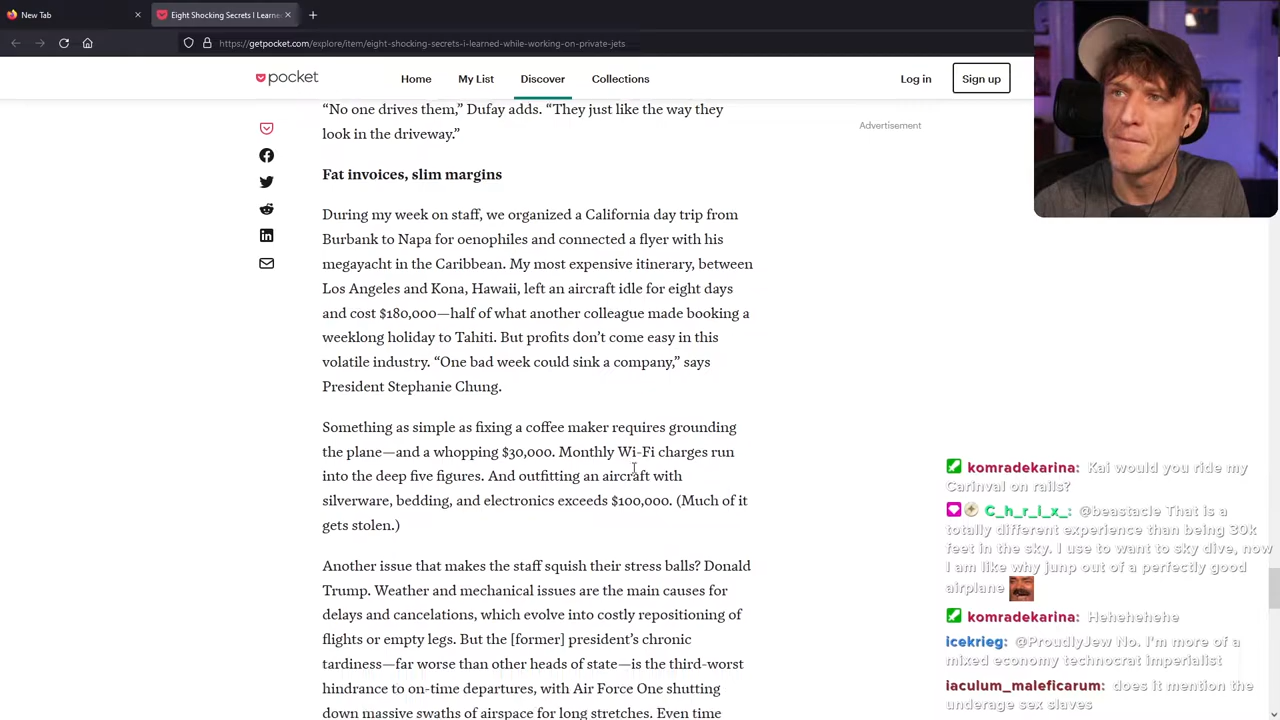 New Tab
Eight Shocking Secrets I Learne
https://getpocket.com/explore/item/eight-shocking-secrets-i-learned-while-working-on-private-jets
pocket
Home
My List
Discover
Collections
Log in
Sign up
Advertisement
“No one drives them,” Dufay adds. “They just like the way they
look in the driveway.”
Fat invoices, slim margins
During my week on staff, we organized a California day trip from
Burbank to Napa for oenophiles and connected a flyer with his
megayacht in the Caribbean. My most expensive itinerary, between
Los Angeles and Kona, Hawaii, left an aircraft idle for eight days
and cost $180,000—half of what another colleague made booking a
weeklong holiday to Tahiti. But profits don’t come easy in this
volatile industry. “One bad week could sink a company,” says
President Stephanie Chung.
Something as simple as fixing a coffee maker requires grounding
the plane—and a whopping $30,000. Monthly Wi-Fi charges run
into the deep five figures. And outfitting an aircraft with
silverware, bedding, and electronics exceeds $100,000. (Much of it
gets stolen.)
Another issue that makes the staff squish their stress balls? Donald
Trump. Weather and mechanical issues are the main causes for
delays and cancelations, which evolve into costly repositioning of
flights or empty legs. But the [former] president’s chronic
tardiness—far worse than other heads of state—is the third-worst
hindrance to on-time departures, with Air Force One shutting
down massive swaths of airspace for long stretches. Even time
komradekarina: Kai would you ride my
Carinval on rails?
C_h_r_i_x_: @beastacle That is a
totally different experience than being 30k
feet in the sky. I use to want to sky dive, now
I am like why junp out of a perfectly good
airplane
komradekarina: Hehehehehe
icekrieg: @ProudlyJew No. I'm more of a
mixed economy technocrat imperialist
iaculum_maleficarum: does it mention the
underage sex slaves